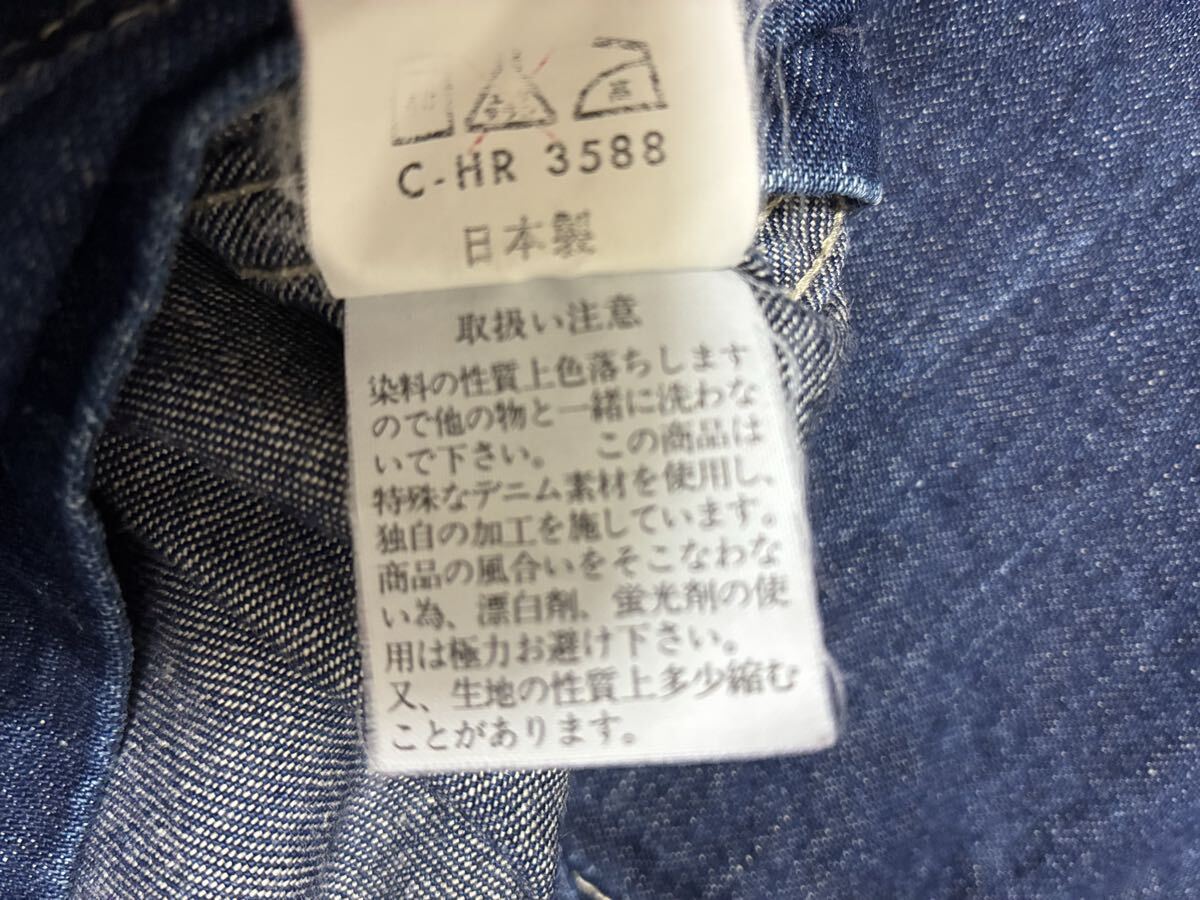 高
C-HR 3588
日本製
取扱い注意
染料の性質上色落ちします
ので他の物と一緒に洗わな
いで下さい。 この商品は
特殊なデニム素材を使用し、
独自の加工を施しています。
商品の風合いをそこなわな
い為、漂白剤、蛍光剤の使
用は極力お避け下さい。
又、生地の性質上多少縮む
ことがあります。